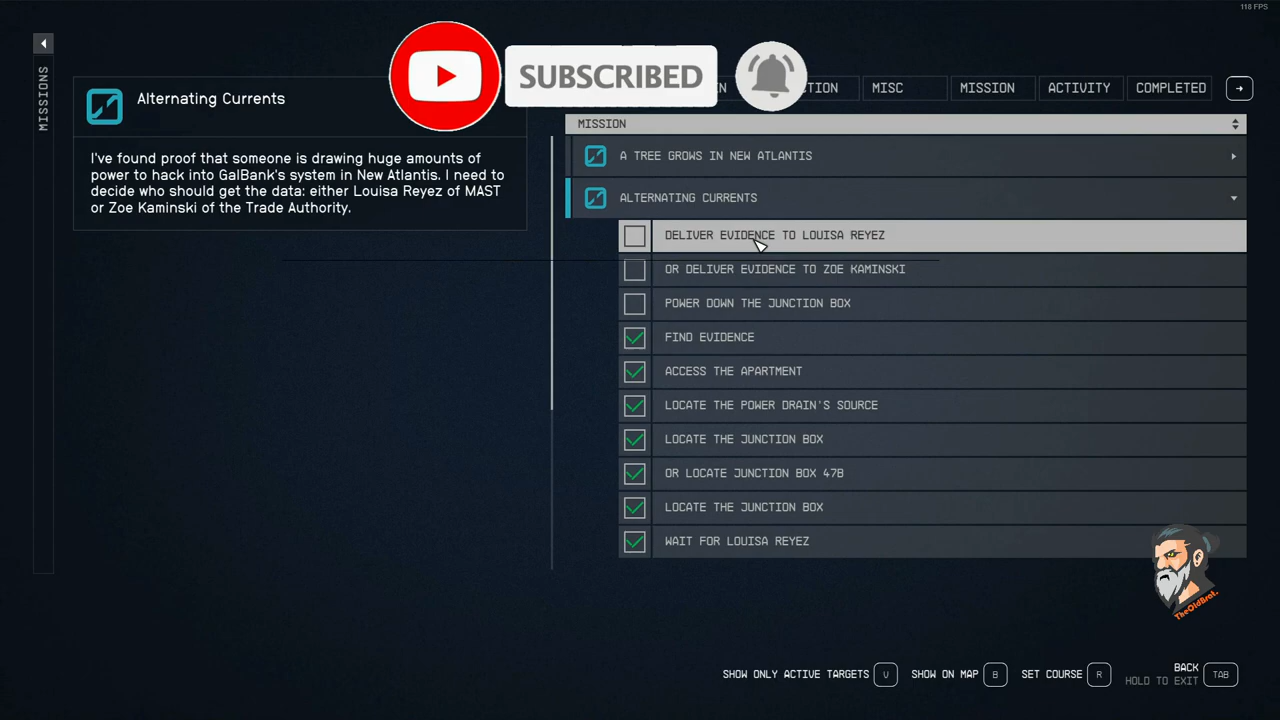 118 FPS
MISSIONS
SUBSCRIBED
MISC
MISSION
ACTIVITY
COMPLETED
Alternating Currents
I've found proof that someone is drawing huge amounts of
power to hack into GalBank's system in New Atlantis. I need to
decide who should get the data: either Louisa Reyez of MAST
or Zoe Kaminski of the Trade Authority.
MISSION
A TREE GROWS IN NEW ATLANTIS
ALTERNATING CURRENTS
DELIVER EVIDENCE TO LOUISA REYEZ
OR DELIVER EVIDENCE TO ZOE KAMINSKI
POWER DOWN THE JUNCTION BOX
FIND EVIDENCE
ACCESS THE APARTMENT
LOCATE THE POWER DRAIN'S SOURCE
LOCATE THE JUNCTION BOX
OR LOCATE JUNCTION BOX 47B
LOCATE THE JUNCTION BOX
WAIT FOR LOUISA REYEZ
TheOldBrat.
SHOW ONLY ACTIVE TARGETS V SHOW ON MAP B SET COURSE R BACK TAB
HOLD TO EXIT